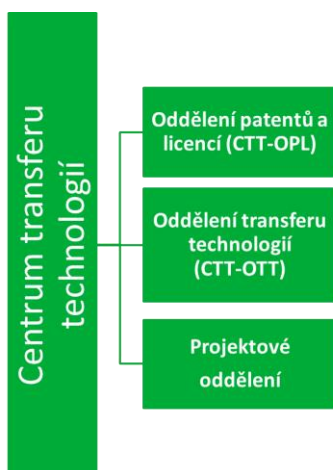 Centrum transferu
technologií
Oddělení patentů a
licencí (CTT-OPL)
Oddělení transferu
technologií
(CTT-OTT)
Projektové
oddělení